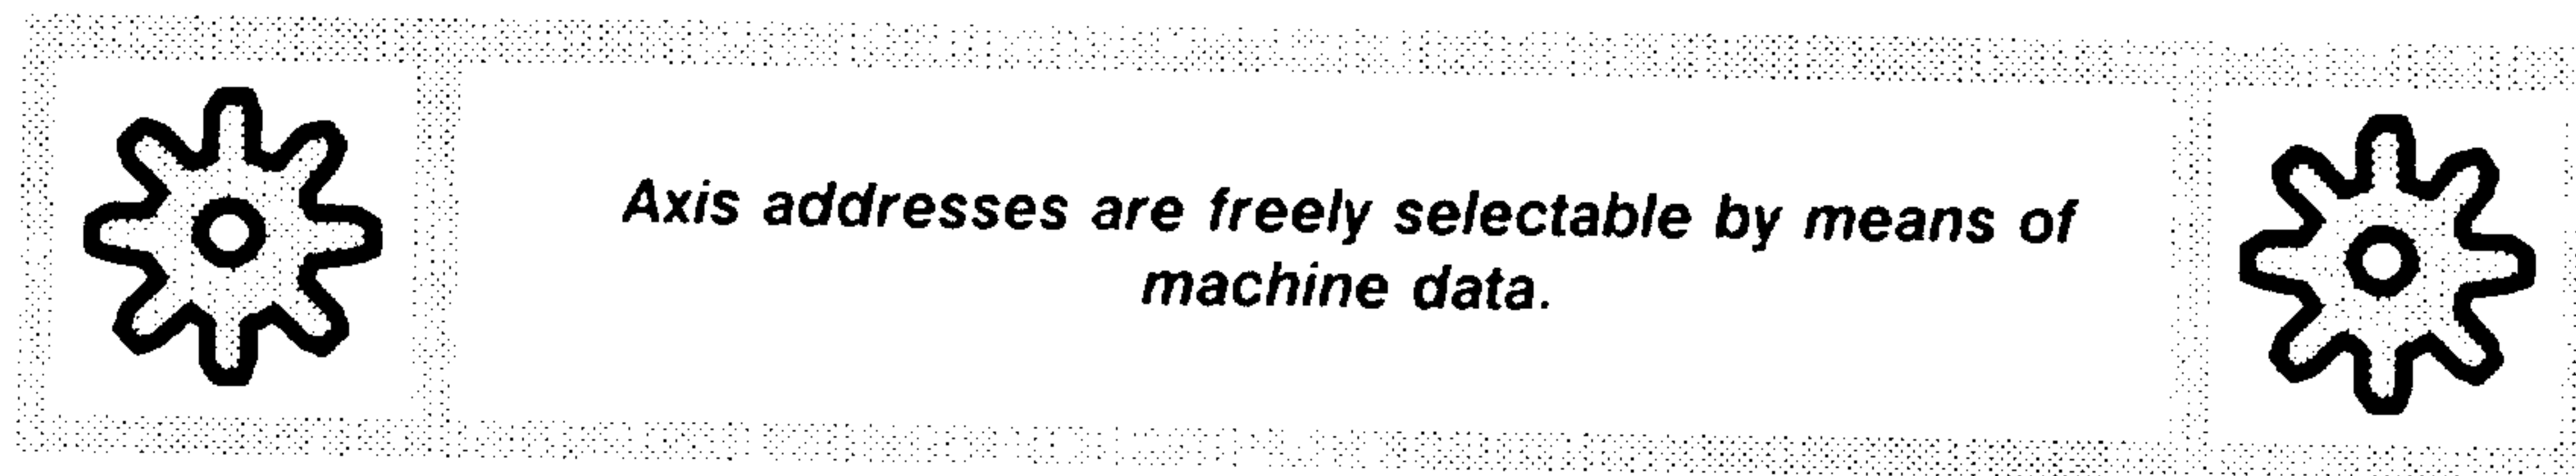 Axis addresses are freely selectable by means of
machine data.